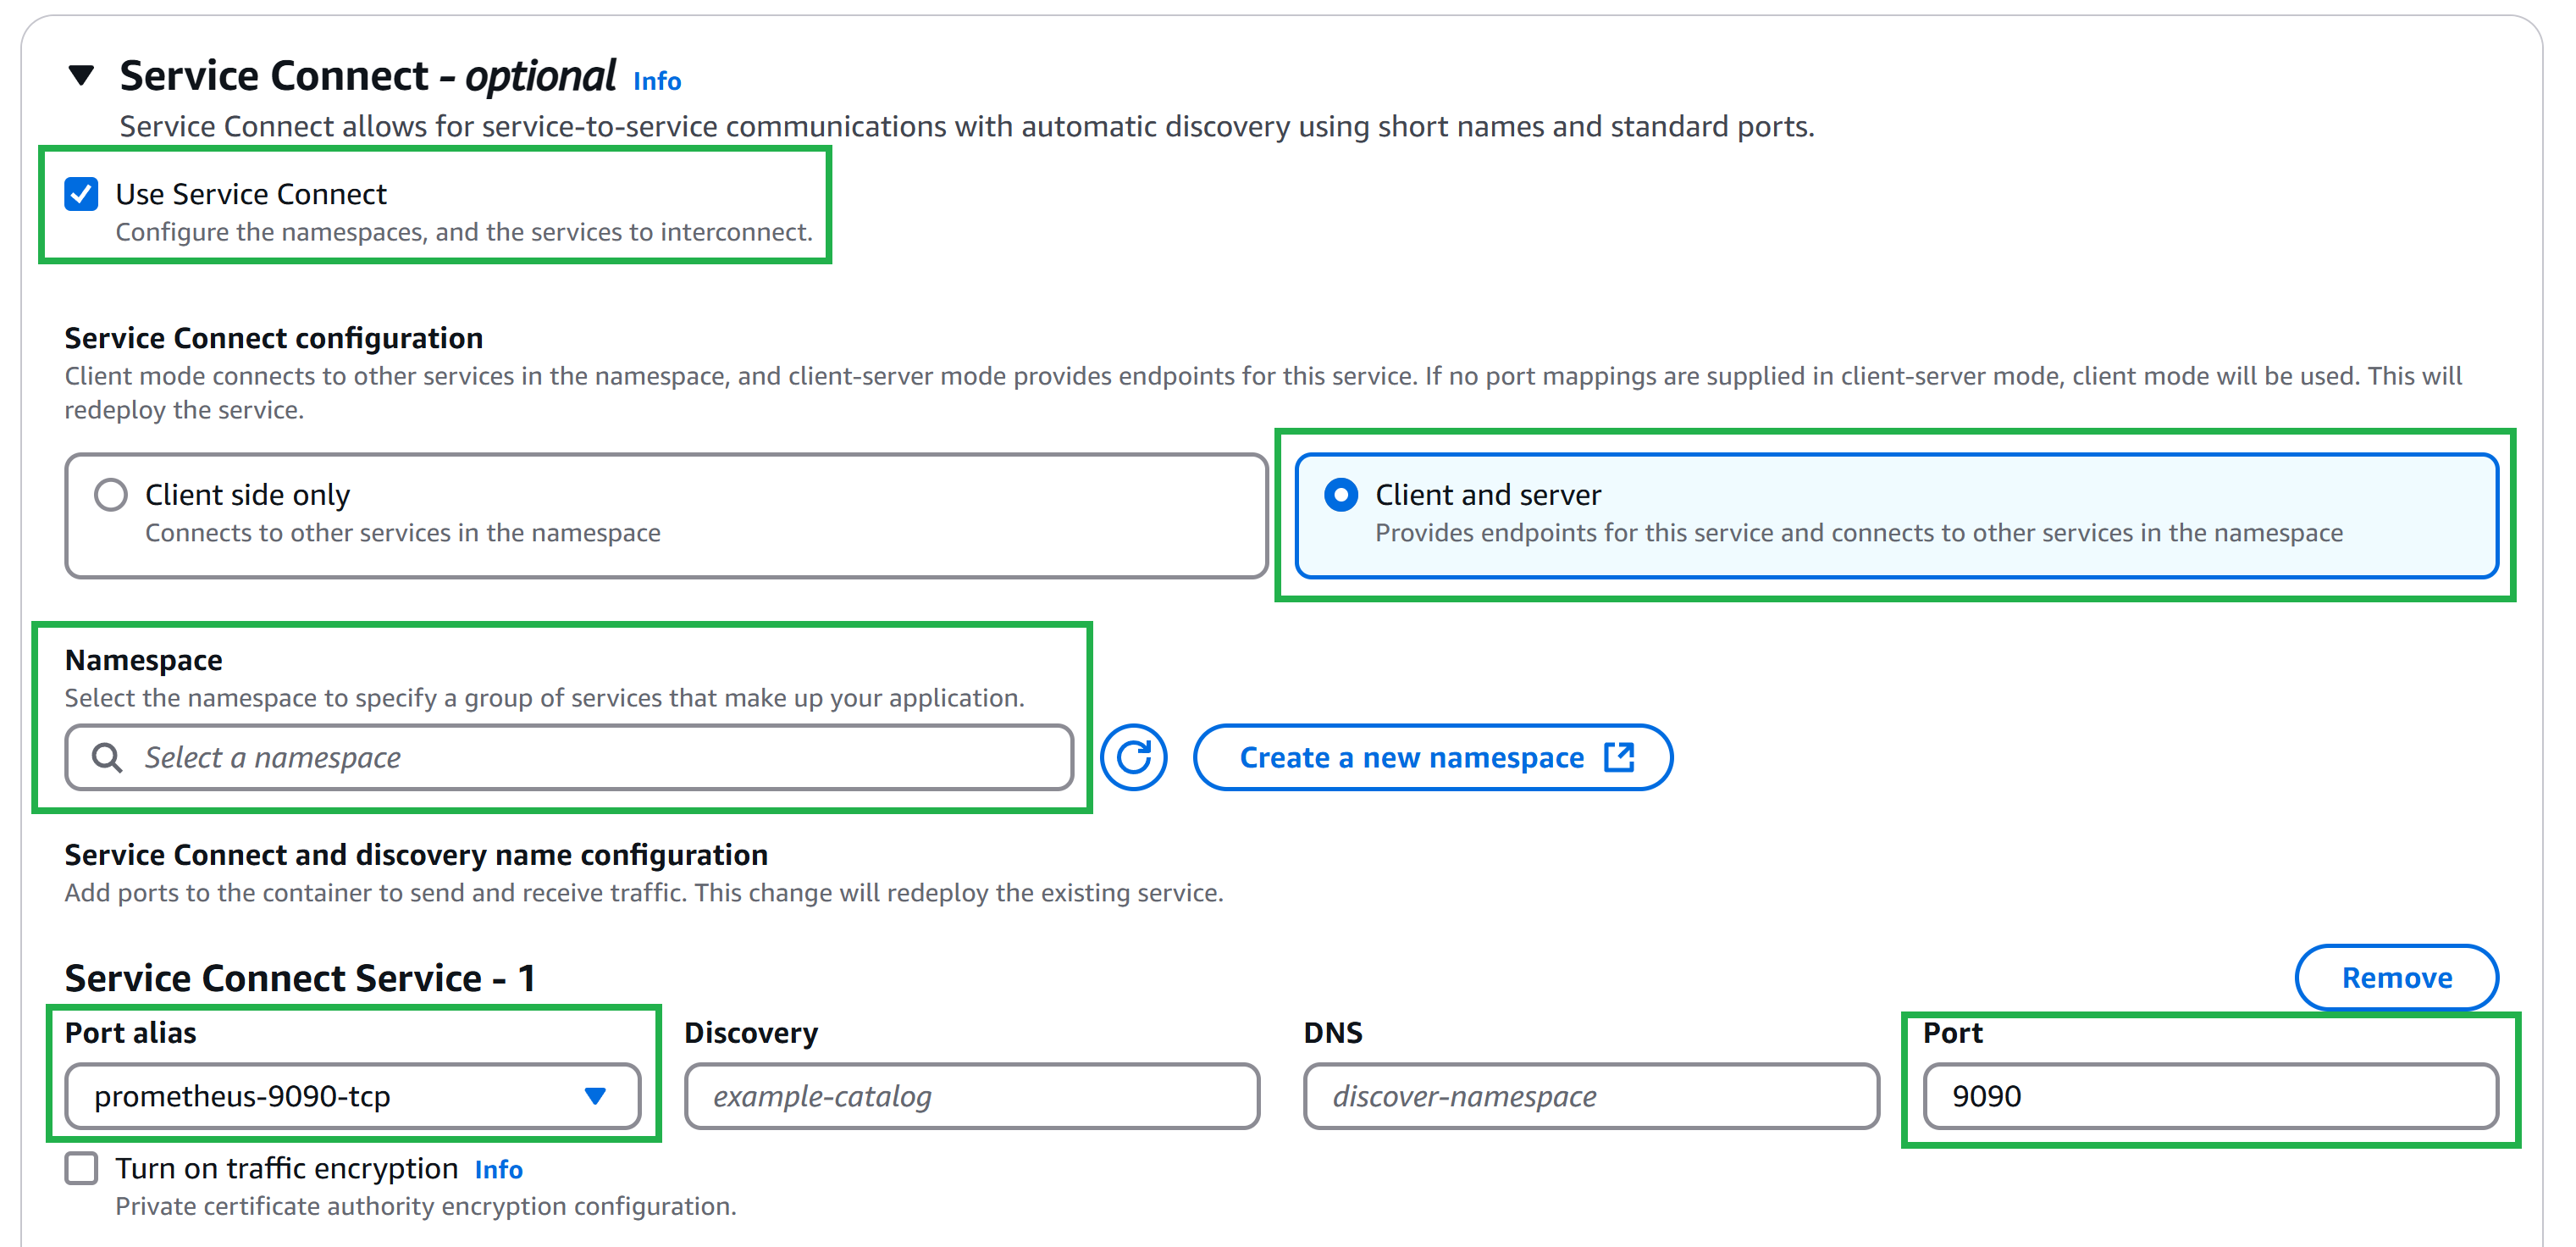 Service Connect - optional Info
Service Connect allows for service-to-service communications with automatic discovery using short names and standard ports.
Use Service Connect
Configure the namespaces, and the services to interconnect.
Service Connect configuration
Client mode connects to other services in the namespace, and client-server mode provides endpoints for this service. If no port mappings are supplied in client-server mode, client mode will be used. This will
redeploy the service.
Client side only
Connects to other services in the namespace
Client and server
Provides endpoints for this service and connects to other services in the namespace
Namespace
Select the namespace to specify a group of services that make up your application.
Select a namespace
Create a new namespace
Service Connect and discovery name configuration
Add ports to the container to send and receive traffic. This change will redeploy the existing service.
Service Connect Service - 1
Remove
Port alias
Discovery
DNS
Port
prometheus-9090-tcp
example-catalog
discover-namespace
9090
Turn on traffic encryption Info
Private certificate authority encryption configuration.